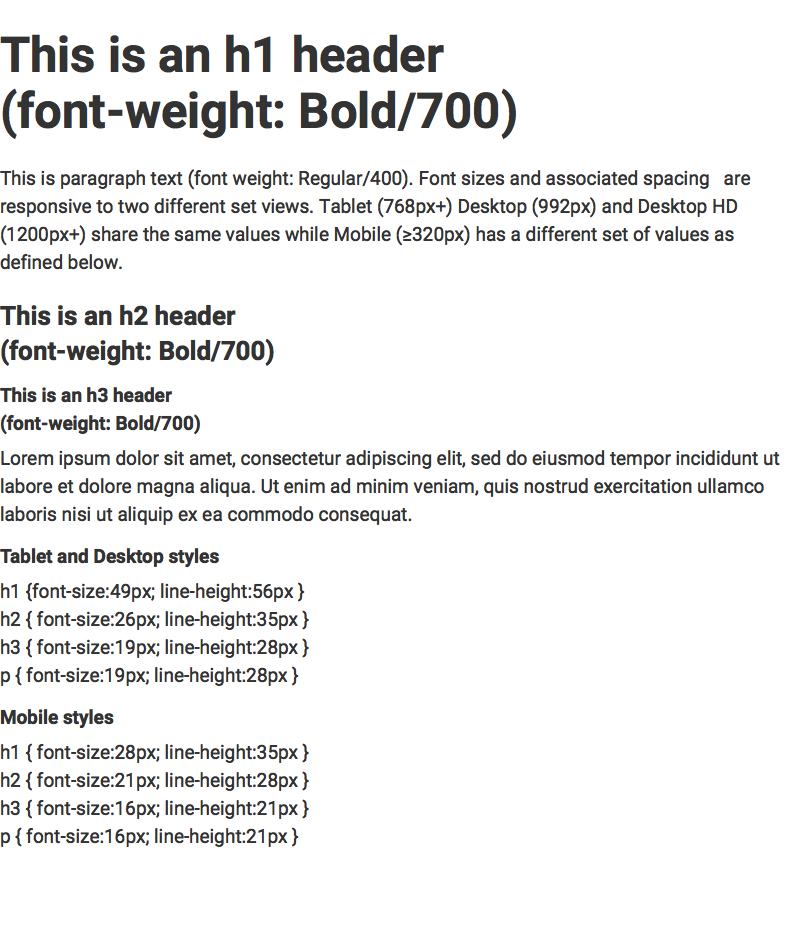 This is an h1 header
(font-weight: Bold/700)
This is paragraph text (font weight: Regular/400). Font sizes and associated spacing are
responsive to two different set views. Tablet (768px+) Desktop (992px) and Desktop HD
(1200px+) share the same values while Mobile (≥320px) has a different set of values as
defined below.
This is an h2 header
(font-weight: Bold/700)
This is an h3 header
(font-weight: Bold/700)
Lorem ipsum dolor sit amet, consectetur adipiscing elit, sed do eiusmod tempor incididunt ut
labore et dolore magna aliqua. Ut enim ad minim veniam, quis nostrud exercitation ullamco
laboris nisi ut aliquip ex ea commodo consequat.
Tablet and Desktop styles
h1 {font-size:49px; line-height:56px }
h2 { font-size:26px; line-height:35px }
h3 { font-size:19px; line-height:28px }
p { font-size:19px; line-height:28px }
Mobile styles
h1 { font-size:28px; line-height:35px }
h2 { font-size:21px; line-height:28px }
h3 { font-size:16px; line-height:21px }
p { font-size:16px; line-height:21px }